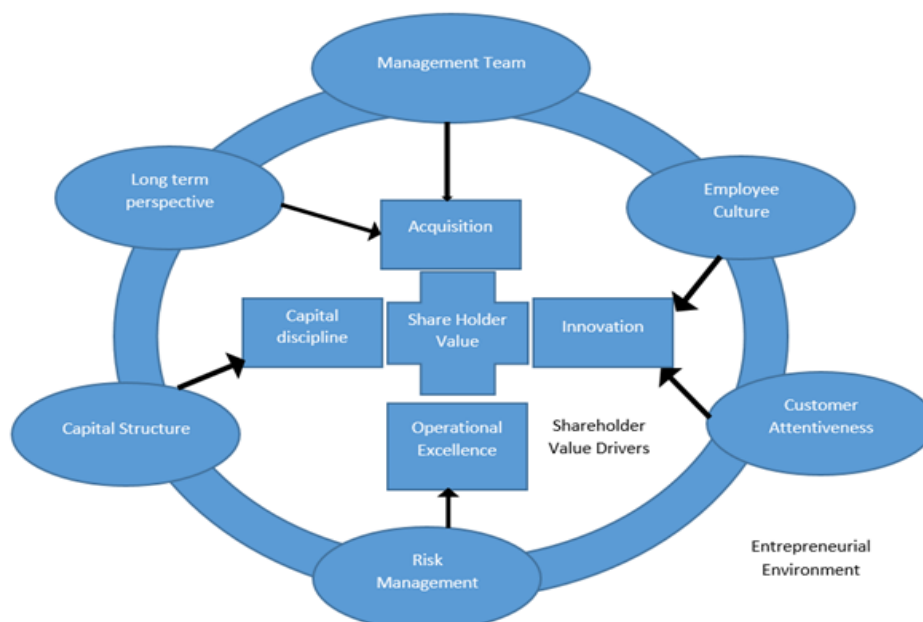 Management Team
Long term
perspective
Employee
Culture
Acquisition
Capital
discipline
Share Holder
Value
Innovation
Capital Structure
Operational
Excellence
Shareholder
Value Drivers
Customer
Attentiveness
Risk
Management
Entrepreneurial
Environment